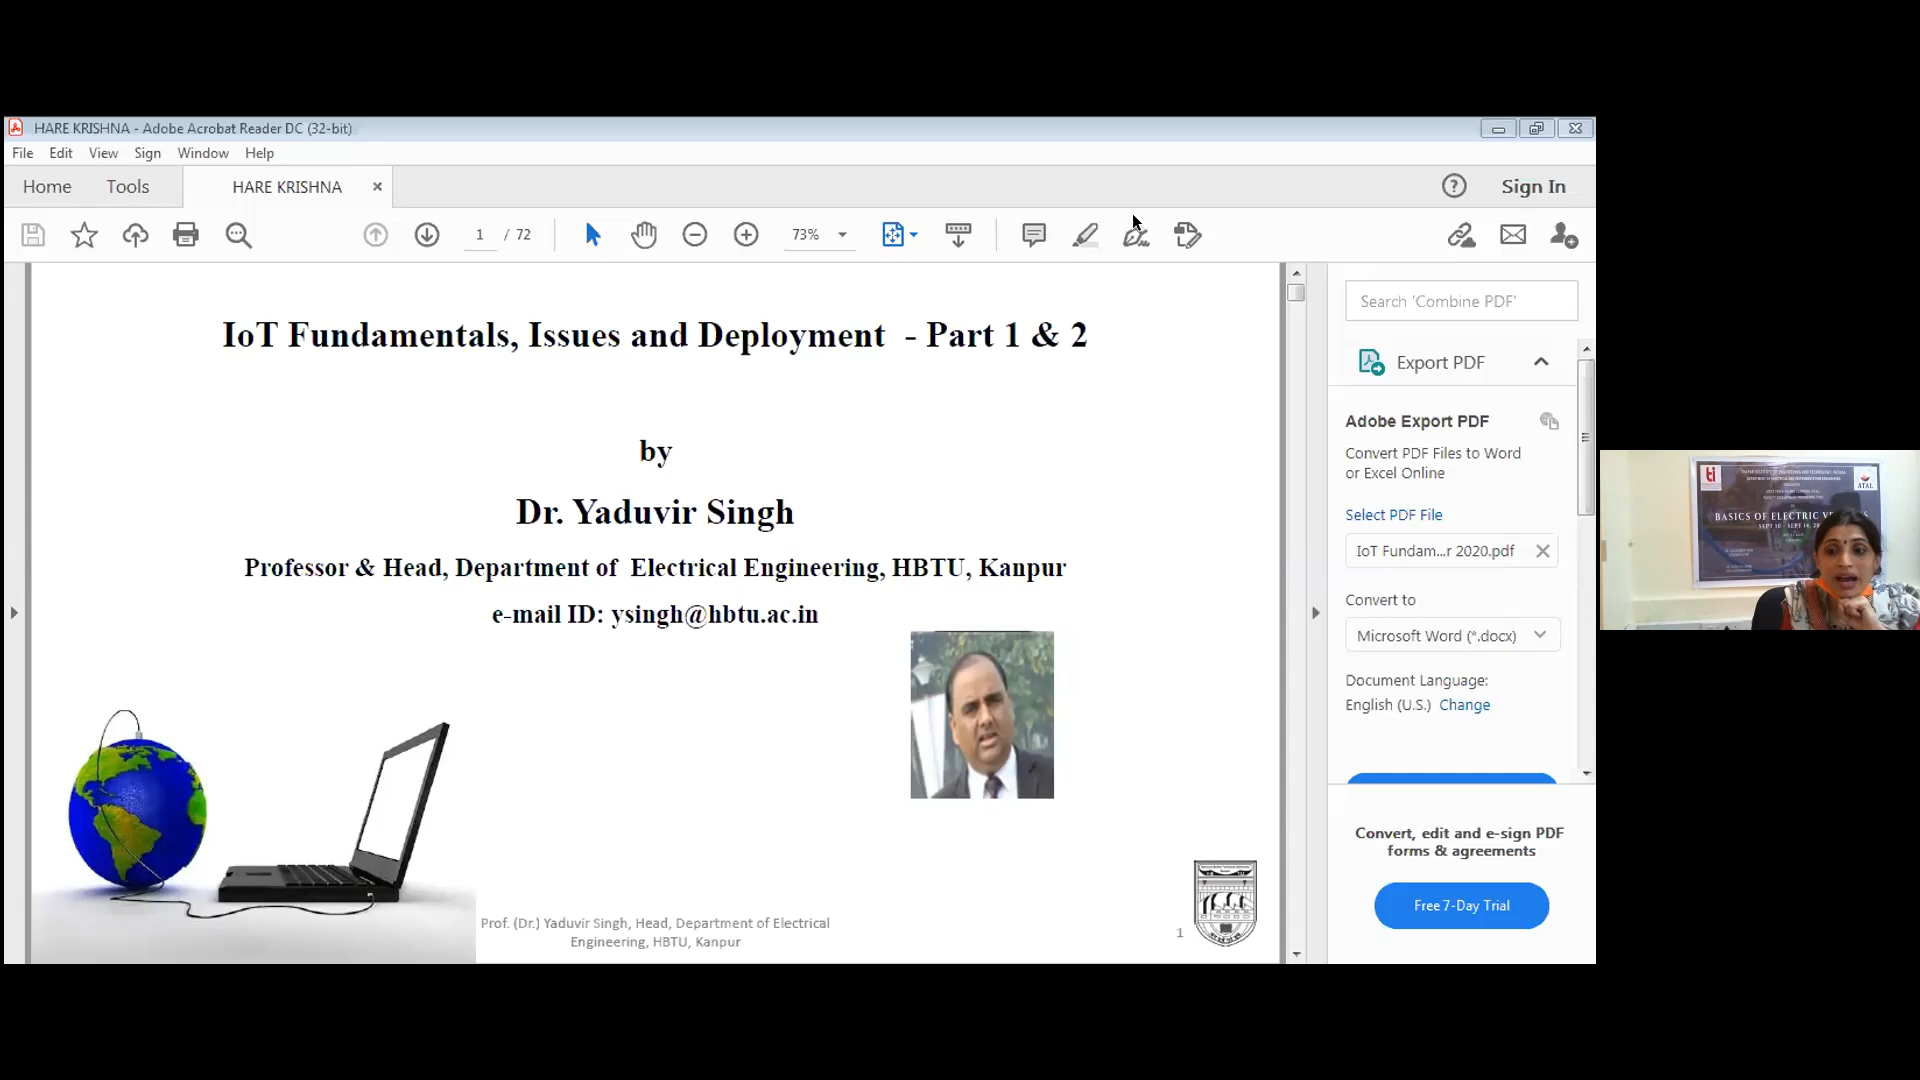 HARE KRISHNA - Adobe Acrobat Reader DC (32-bit)
File Edit View Sign Window Help
Home Tools HARE KRISHNA × ? Sign In
1 / 72 73%
IoT Fundamentals, Issues and Deployment - Part 1 & 2
by
Dr. Yaduvir Singh
Professor & Head, Department of Electrical Engineering, HBTU, Kanpur
e-mail ID: ysingh@hbtu.ac.in
Prof. (Dr.) Yaduvir Singh, Head, Department of Electrical
Engineering, HBTU, Kanpur
1
Search 'Combine PDF'
Export PDF
Adobe Export PDF
Convert PDF Files to Word
or Excel Online
Select PDF File
IoT Fundam...r 2020.pdf
Convert to
Microsoft Word (*.docx)
Document Language:
English (U.S.) Change
Convert, edit and e-sign PDF
forms & agreements
Free 7-Day Trial
ti
ATAL
BASICS OF ELECTRIC